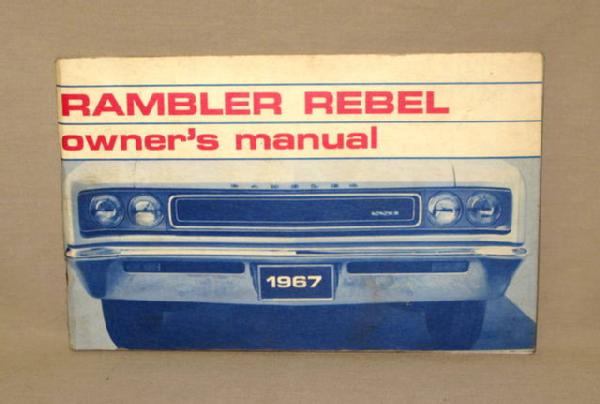 RAMBLER REBEL
owner's manual
RAMBLER
1967